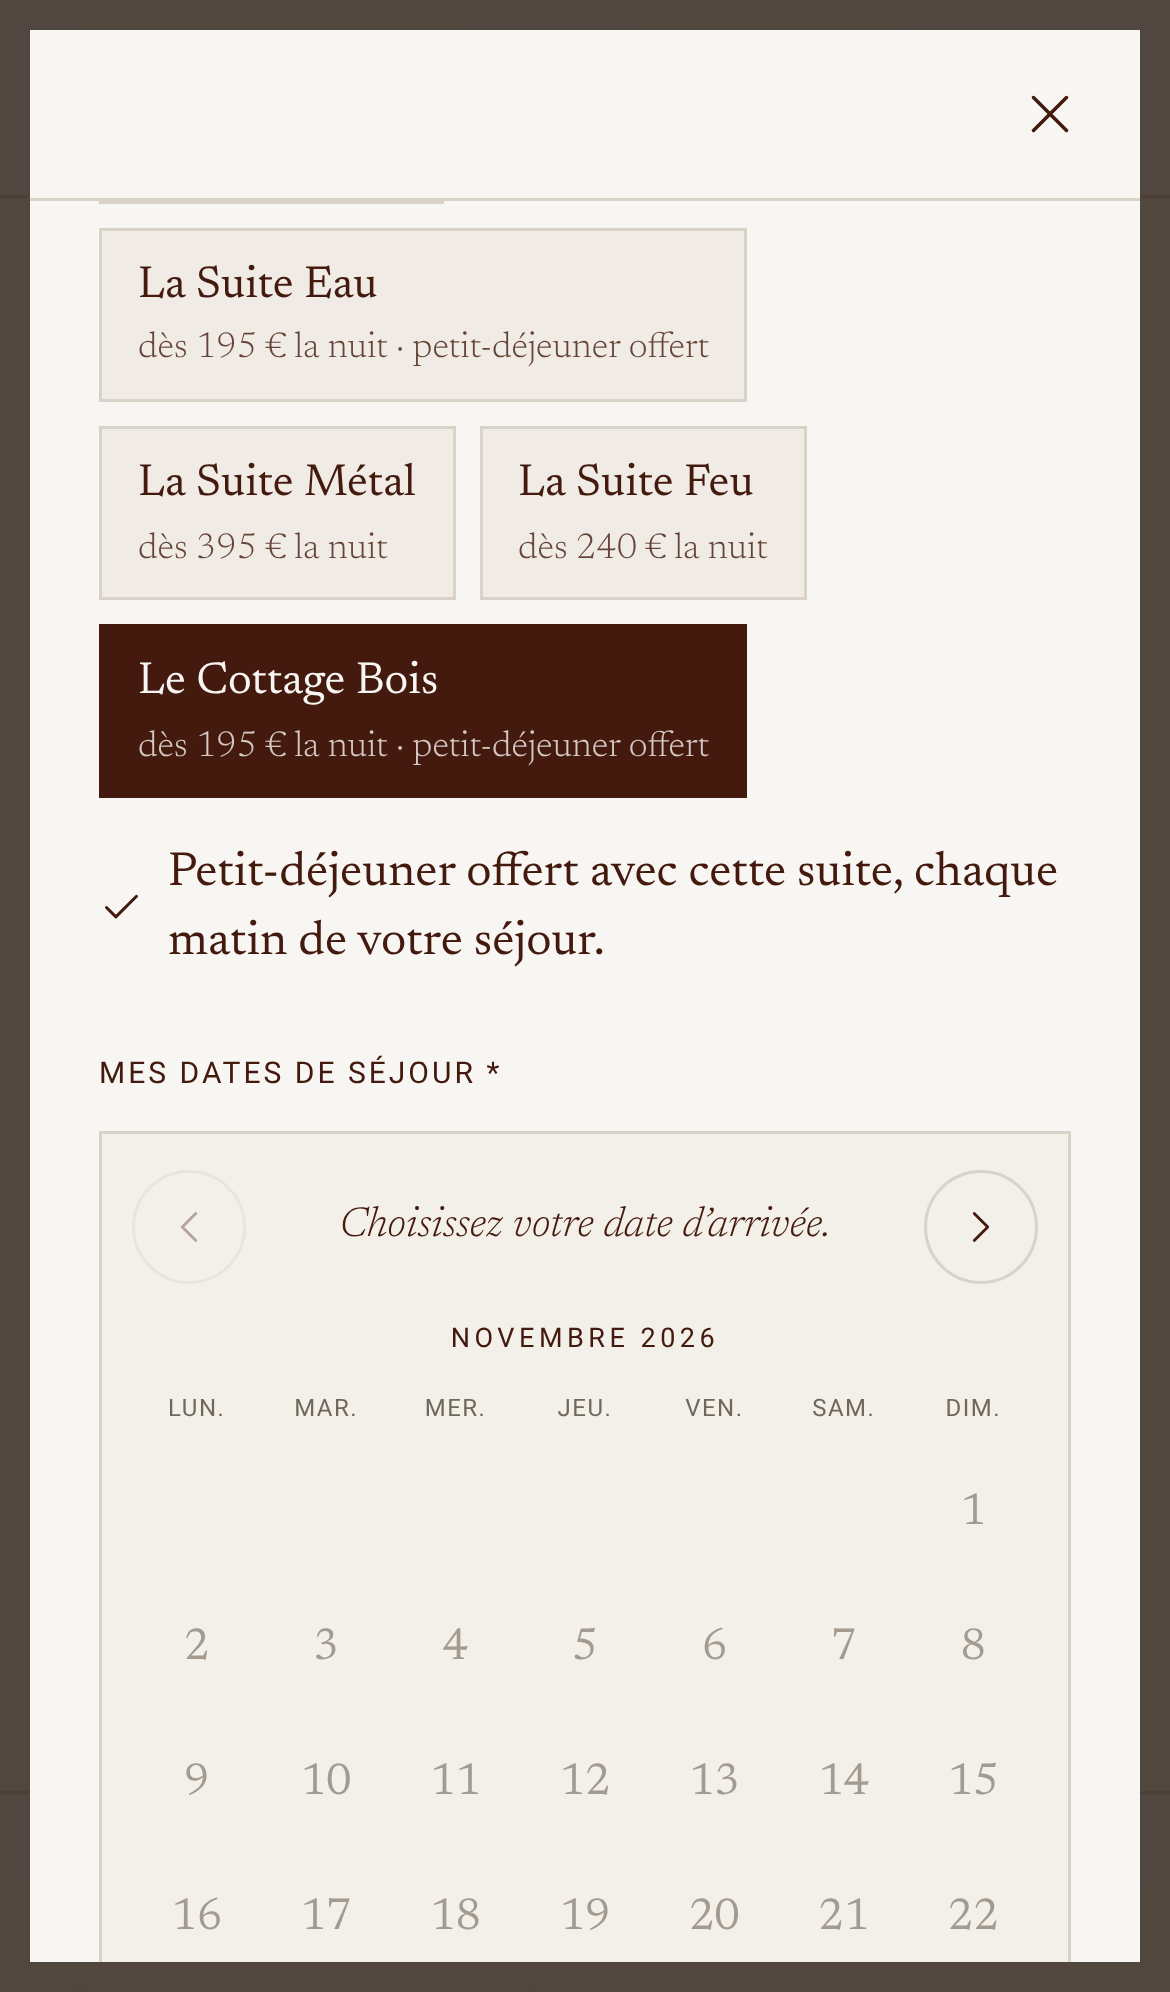 La Suite Eau
dès 195 € la nuit · petit-déjeuner offert
La Suite Métal
dès 395 € la nuit
La Suite Feu
dès 240 € la nuit
Le Cottage Bois
dès 195 € la nuit · petit-déjeuner offert
Petit-déjeuner offert avec cette suite, chaque
matin de votre séjour.
MES DATES DE SÉJOUR *
Choisissez votre date d’arrivée.
NOVEMBRE 2026
LUN. MAR. MER. JEU. VEN. SAM. DIM.
1
2 3 4 5 6 7 8
9 10 11 12 13 14 15
16 17 18 19 20 21 22